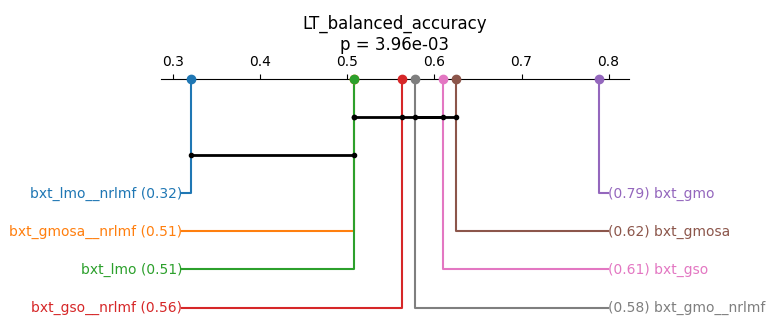 LT_balanced_accuracy
p = 3.96e-03
0.3 0.4 0.5 0.6 0.7 0.8
bxt_lmo__nrlmf (0.32) (0.79) bxt_gmo
bxt_gmosa__nrlmf (0.51) (0.62) bxt_gmosa
bxt_lmo (0.51) (0.61) bxt_gso
bxt_gso__nrlmf (0.56) (0.58) bxt_gmo__nrlmf